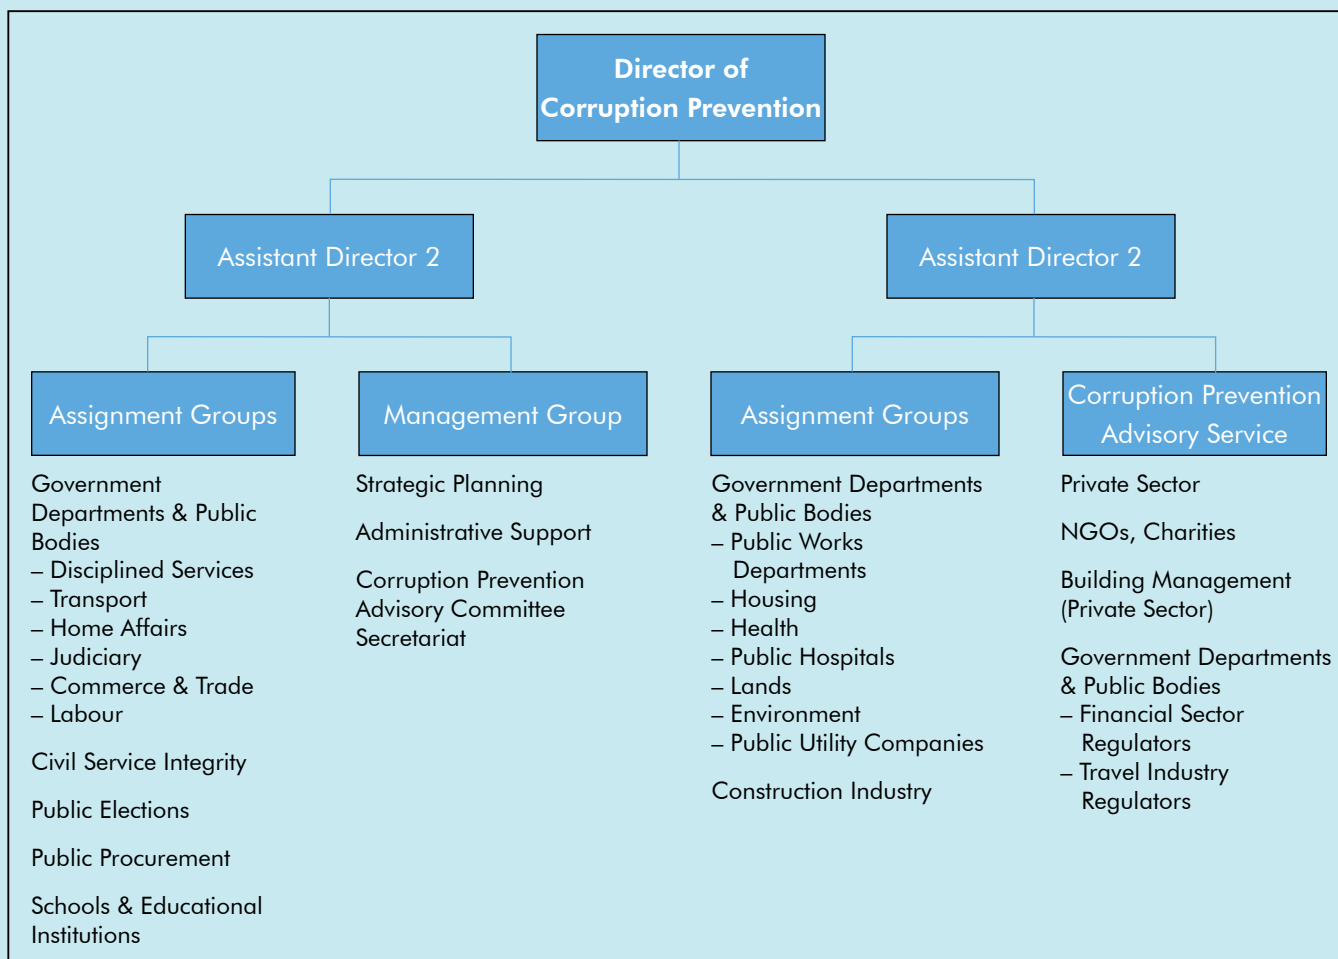 Director of
Corruption Prevention
Assistant Director 2
Assistant Director 2
Assignment Groups
Management Group
Assignment Groups
Corruption Prevention
Advisory Service
Government
Departments & Public
Bodies
– Disciplined Services
– Transport
– Home Affairs
– Judiciary
– Commerce & Trade
– Labour
Civil Service Integrity
Public Elections
Public Procurement
Schools & Educational
Institutions
Strategic Planning
Administrative Support
Corruption Prevention
Advisory Committee
Secretariat
Government Departments
& Public Bodies
– Public Works
Departments
– Housing
– Health
– Public Hospitals
– Lands
– Environment
– Public Utility Companies
Construction Industry
Private Sector
NGOs, Charities
Building Management
(Private Sector)
Government Departments
& Public Bodies
– Financial Sector
Regulators
– Travel Industry
Regulators